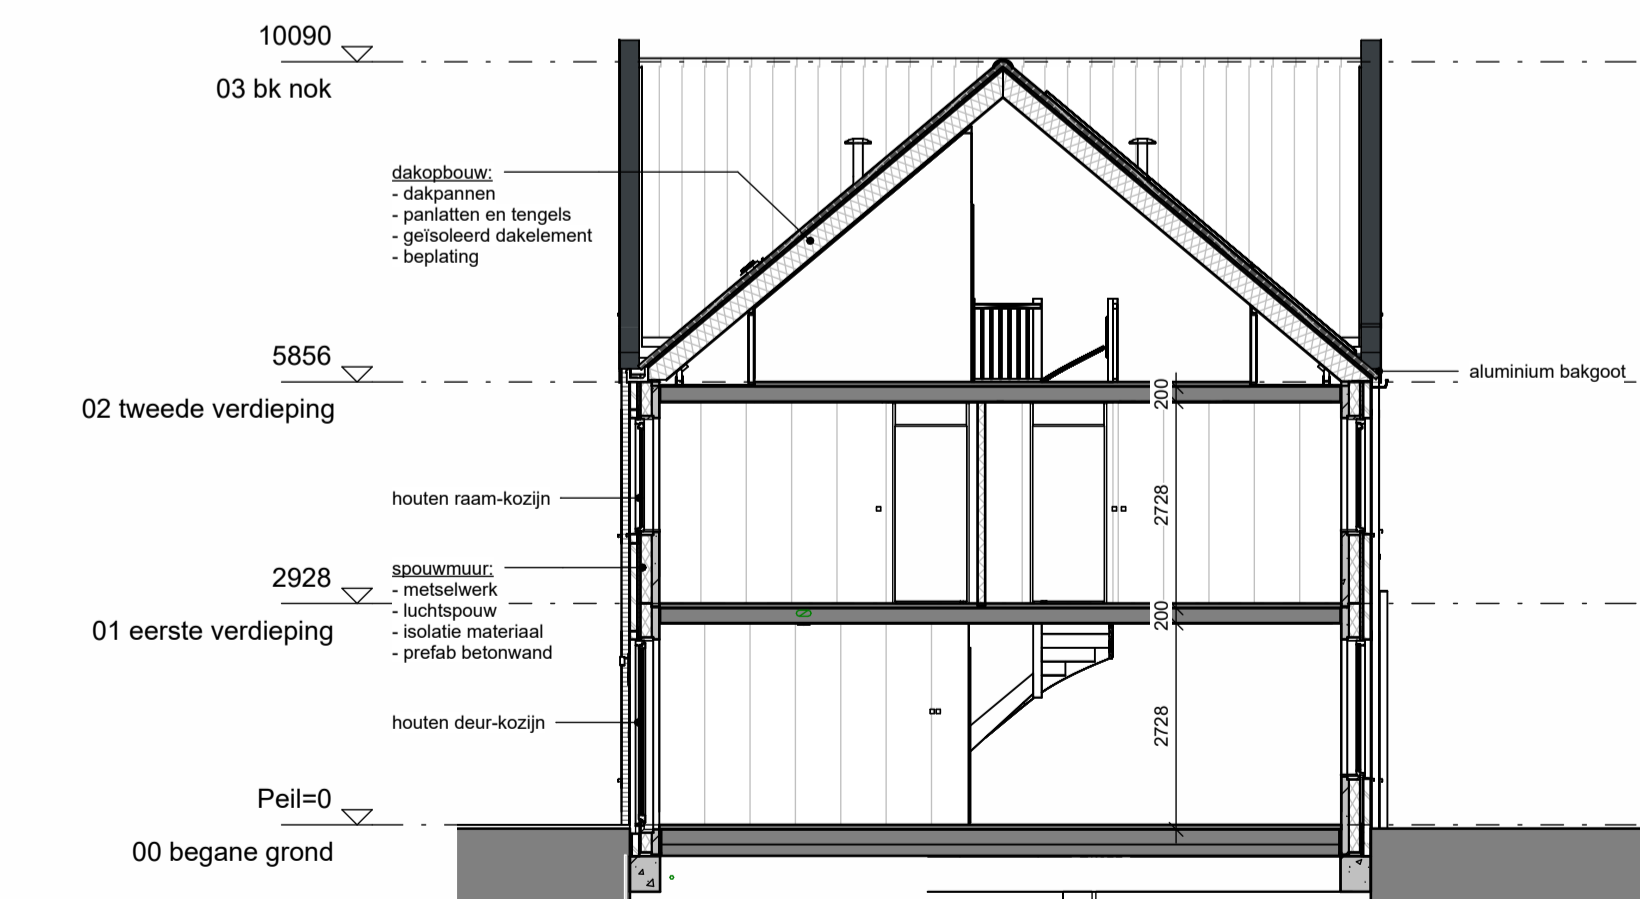 10090
03 bk nok
dakopbouw:
- dakpannen
- panlatten en tengels
- geïsoleerd dakelement
- beplating
5856
02 tweede verdieping
aluminium bakgoot
200
houten raam-kozijn
2728
2928
01 eerste verdieping
spouwmuur:
- metselwerk
- luchtspouw
- isolatie materiaal
- prefab betonwand
200
houten deur-kozijn
2728
Peil=0
00 begane grond